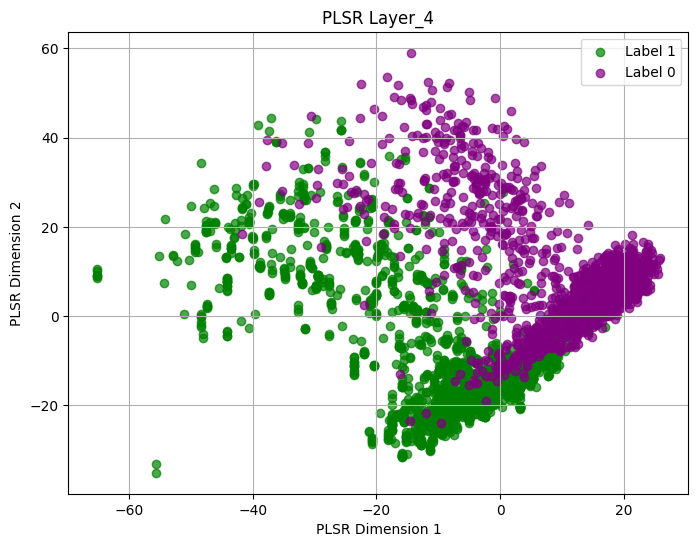 PLSR Layer_4
Label 1
Label 0
PLSR Dimension 2
60
40
20
0
−20
−60
−40
−20
0
20
PLSR Dimension 1